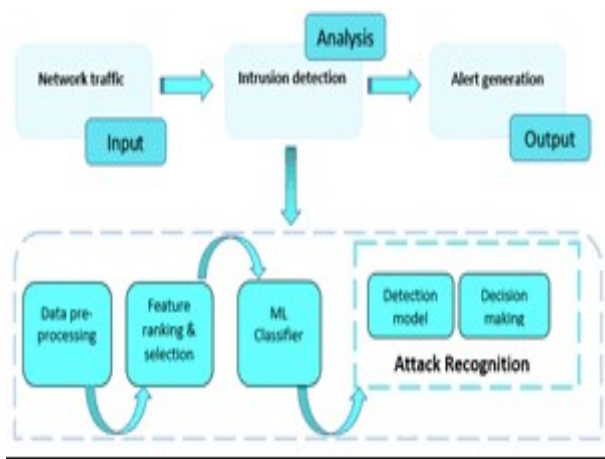 Analysis
Network traffic
Intrusion detection
Alert generation
Input
Output
Data pre-
processing
Feature
ranking &
selection
ML
Classifier
Detection
model
Decision
making
Attack Recognition